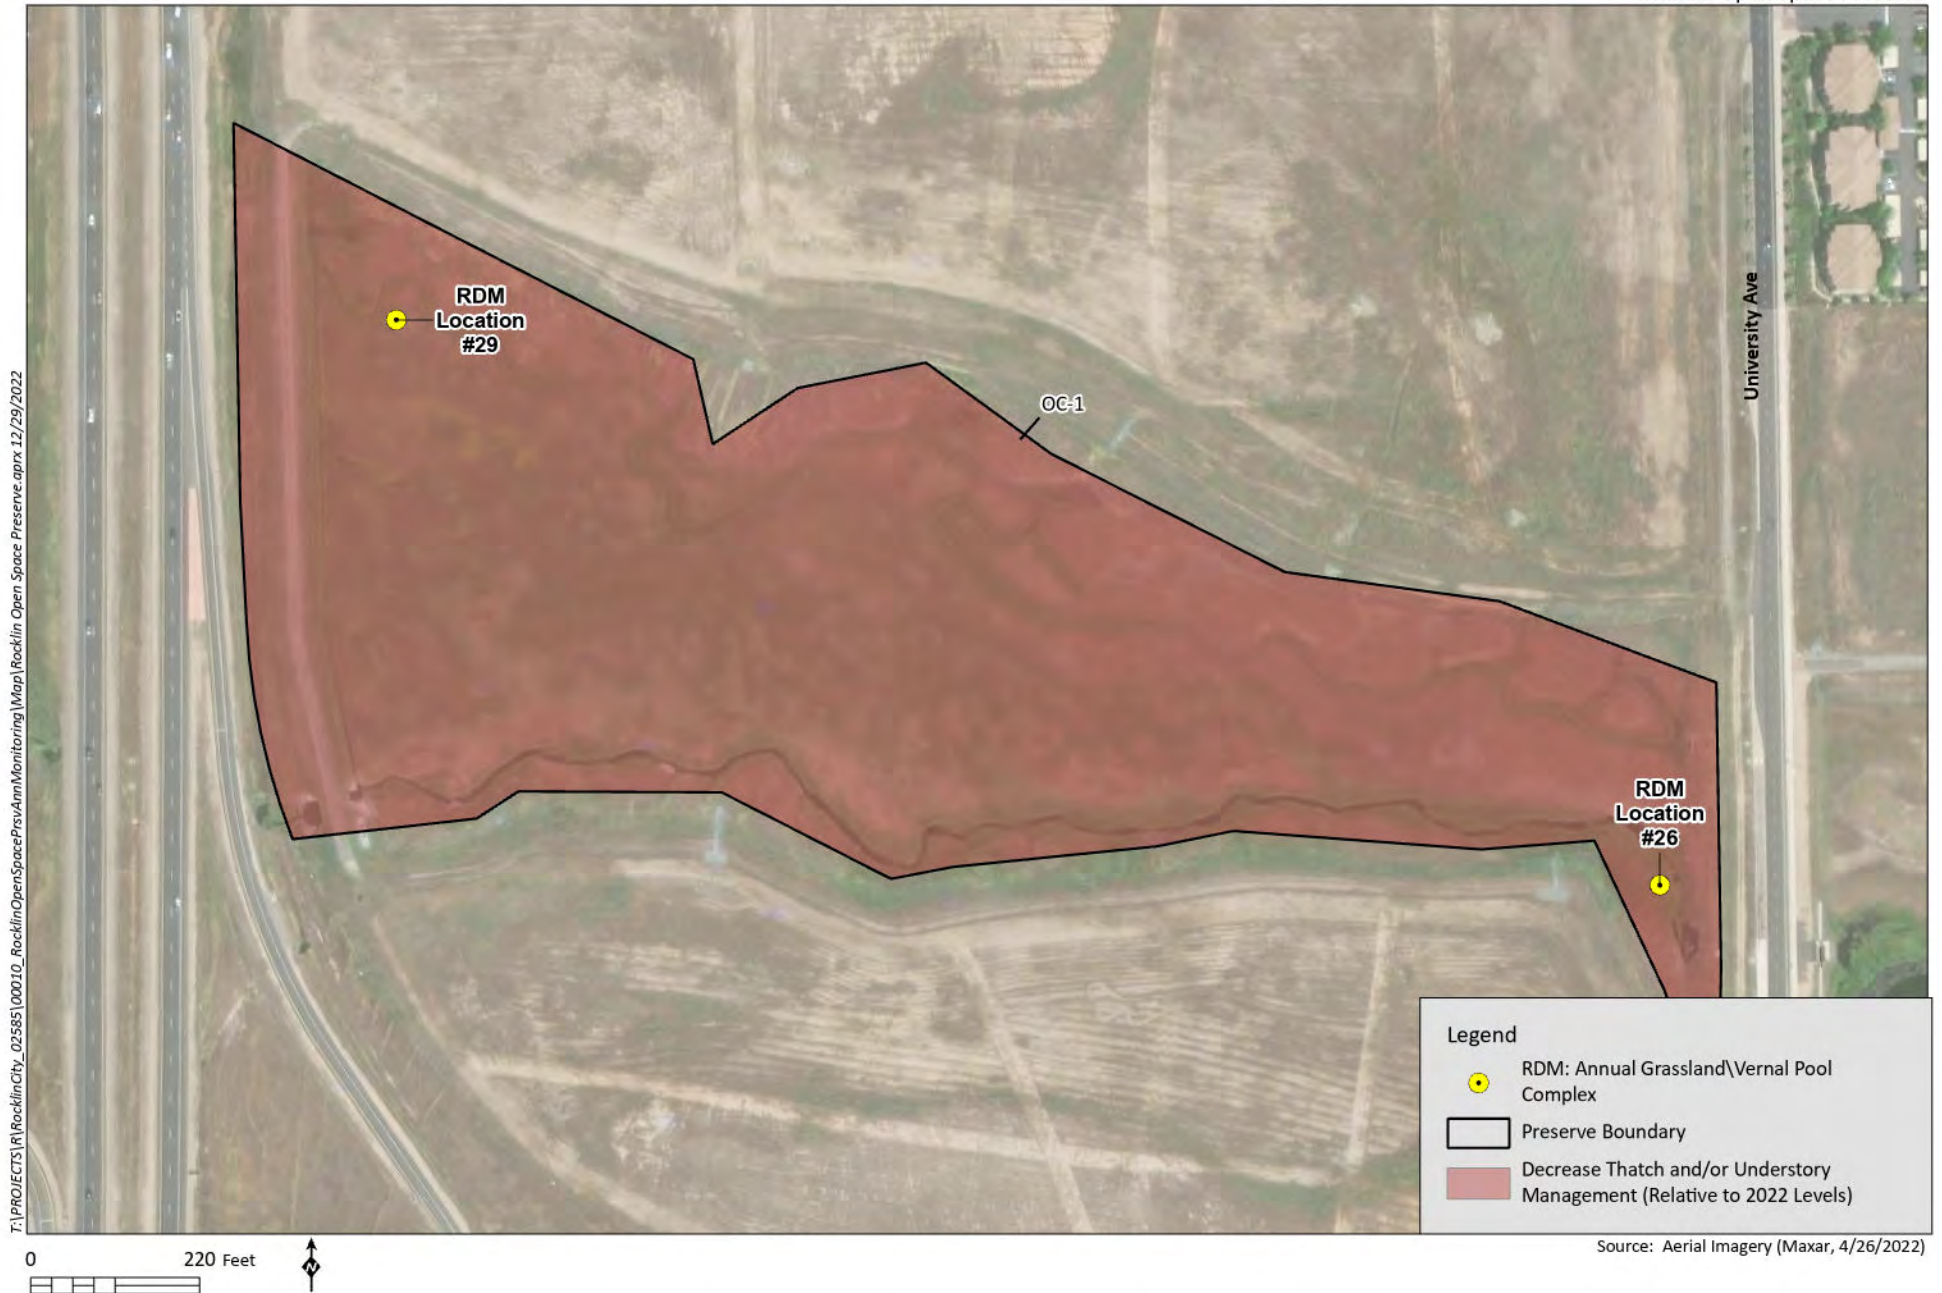 RDM
Location
#29
OC-1
University Ave
RDM
Location
#26
Legend
RDM: Annual Grassland\Vernal Pool
Complex
Preserve Boundary
Decrease Thatch and/or Understory
Management (Relative to 2022 Levels)
T:\PROJECTS\R\RocklinCity_02585\00010_RocklinOpenSpacePrsvAnnMonitoring\Map\Rocklin Open Space Preserve.aprx 12/29/2022
0 220 Feet
N
Source: Aerial Imagery (Maxar, 4/26/2022)